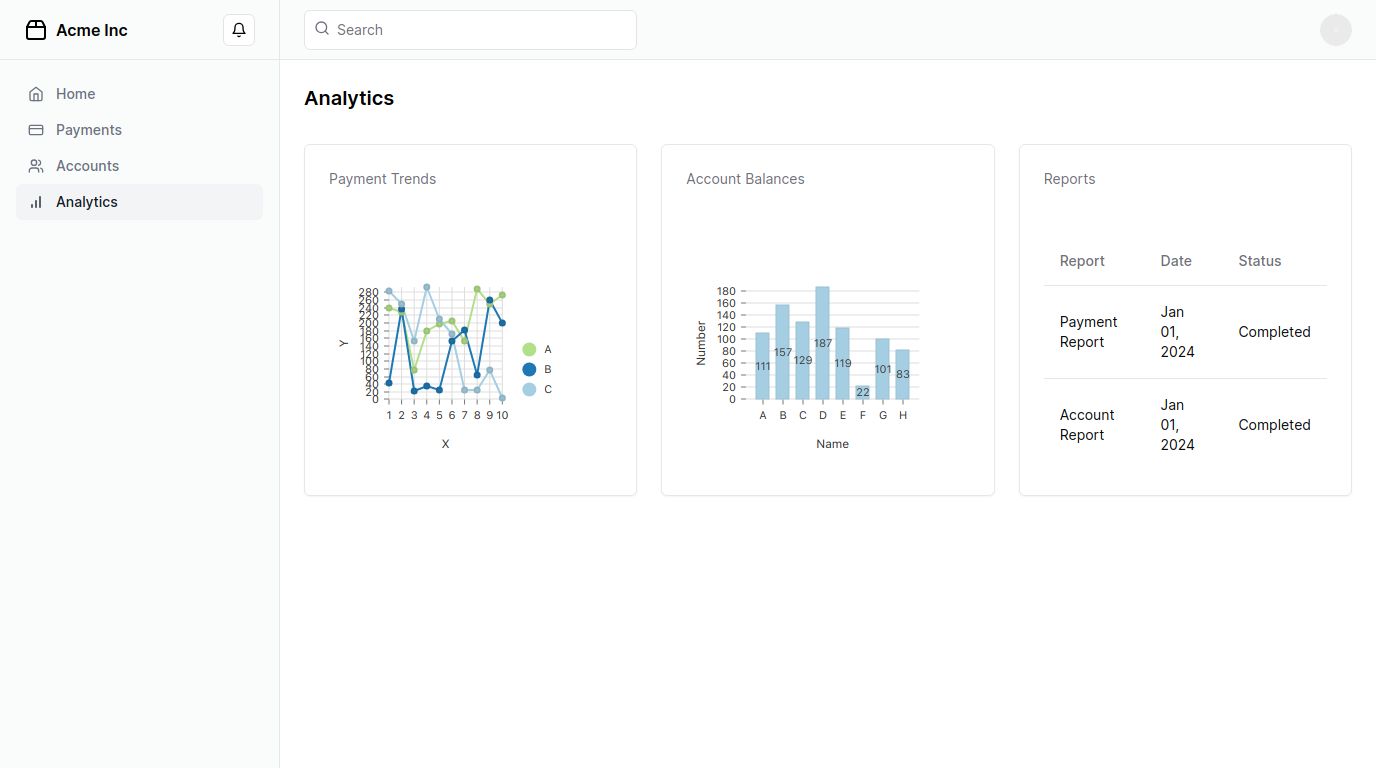 Acme Inc
Search
Home
Payments
Accounts
Analytics
Analytics
Payment Trends
280
260
240
220
200
180
160
140
120
100
80
60
40
20
0
Y
1 2 3 4 5 6 7 8 9 10
X
A
B
C
Account Balances
180
160
140
120
100
80
60
40
20
0
Number
111 157 129 187 119 22 101 83
A B C D E F G H
Name
Reports
Report Date Status
Payment Report
Jan 01, 2024
Completed
Account Report
Jan 01, 2024
Completed